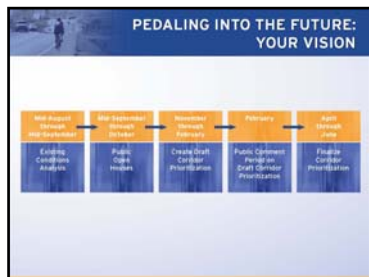 PEDALING INTO THE FUTURE:
YOUR VISION
Mid-August
through
Mid-September
Mid-September
through
October
November
through
February
February
April
through
June
Existing
Conditions
Analysis
Public
Open
Houses
Create Draft
Corridor
Prioritization
Public Comment
Period on
Draft Corridor
Prioritization
Finalize
Corridor
Prioritization